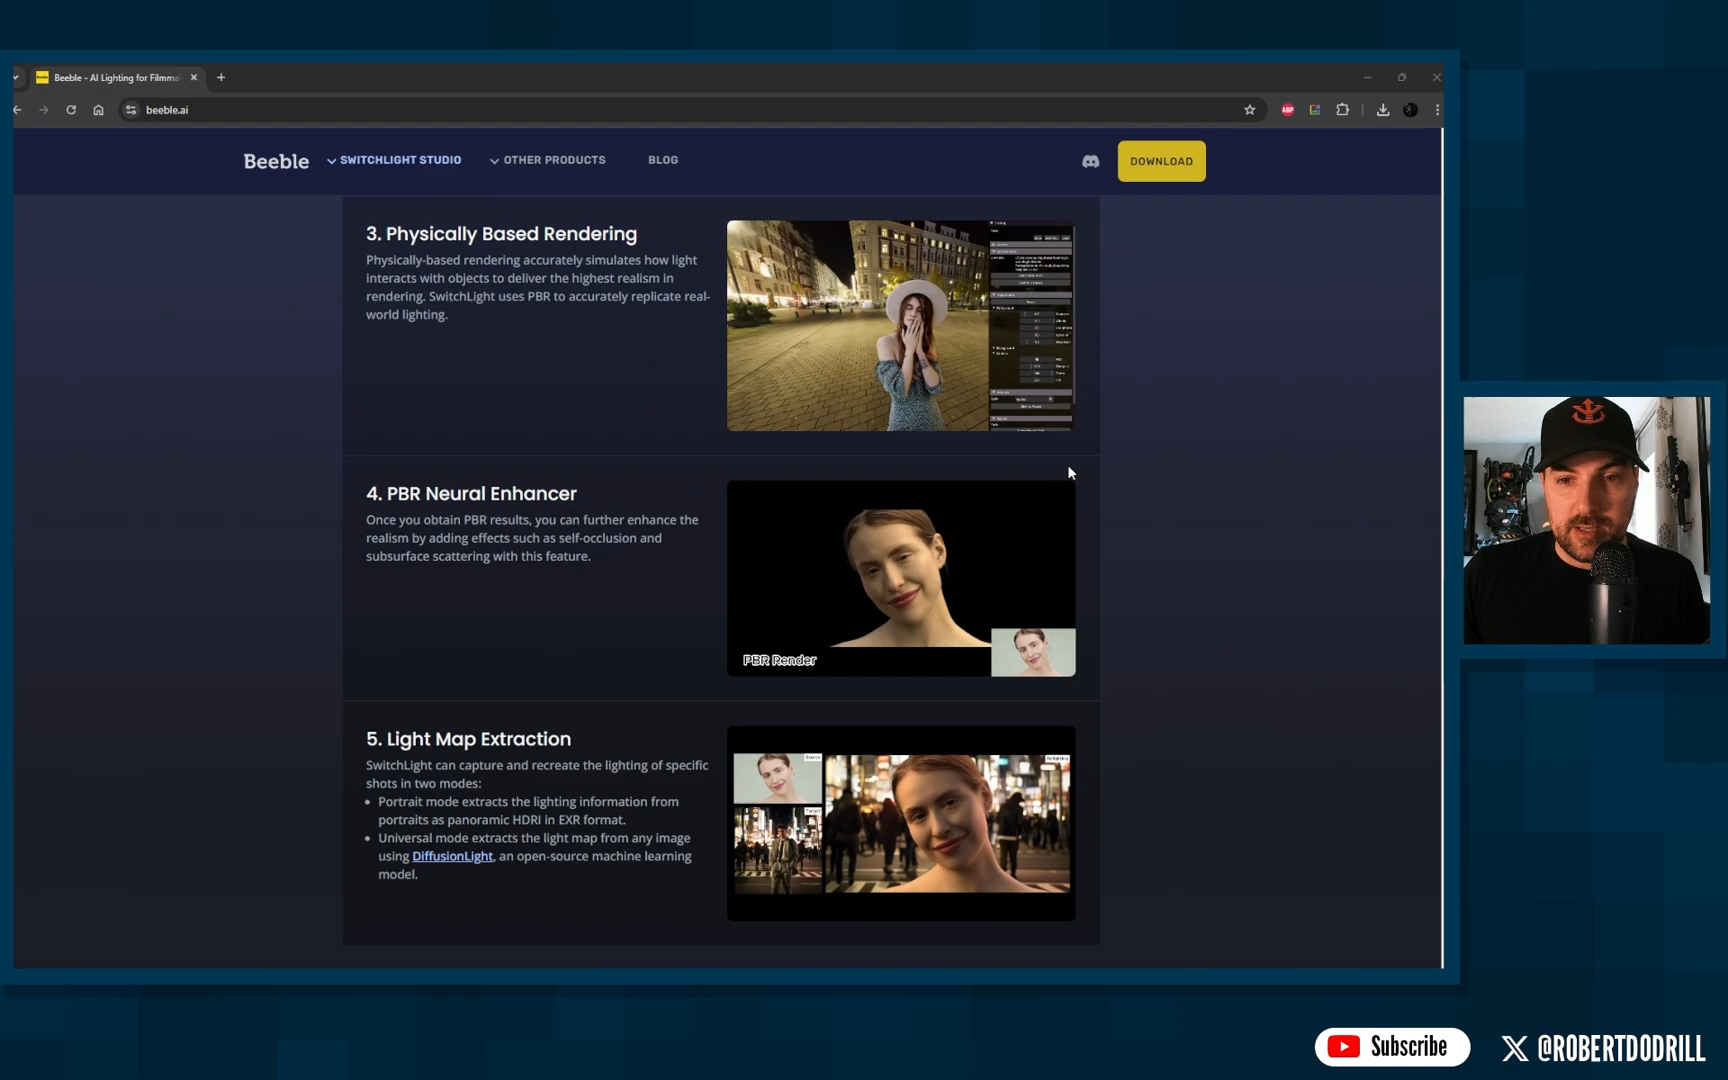 Beeble - AI Lighting for Filmma
beeble.ai
ABP
Beeble
SWITCHLIGHT STUDIO
OTHER PRODUCTS
BLOG
DOWNLOAD
3. Physically Based Rendering
Physically-based rendering accurately simulates how light
interacts with objects to deliver the highest realism in
rendering. SwitchLight uses PBR to accurately replicate real-
world lighting.
4. PBR Neural Enhancer
Once you obtain PBR results, you can further enhance the
realism by adding effects such as self-occlusion and
subsurface scattering with this feature.
PBR Render
5. Light Map Extraction
SwitchLight can capture and recreate the lighting of specific
shots in two modes:
• Portrait mode extracts the lighting information from
portraits as panoramic HDRI in EXR format.
• Universal mode extracts the light map from any image
using DiffusionLight, an open-source machine learning
model.
Source
Target
Subscribe
@ROBERTDODRILL